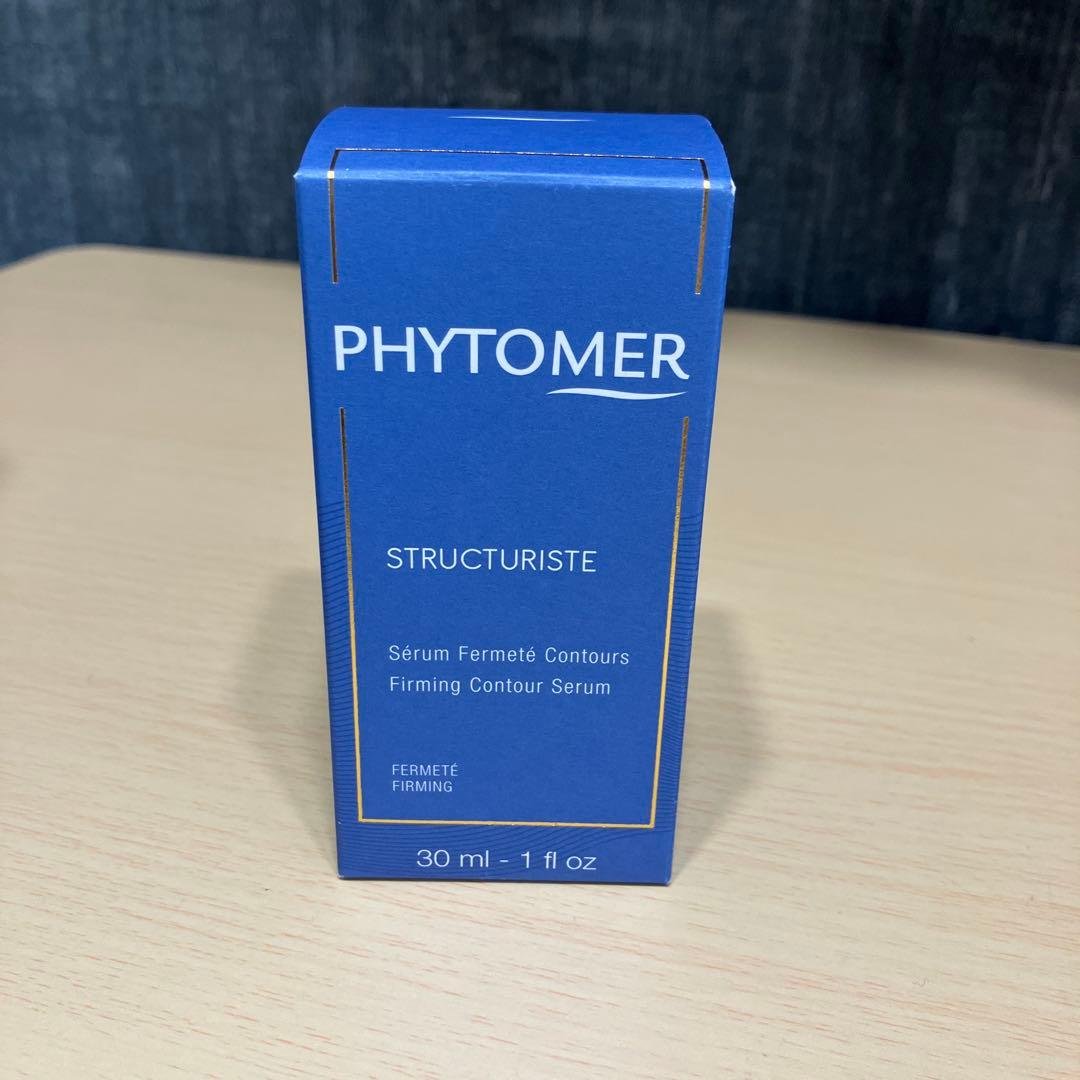 PHYTOMER
STRUCTURISTE
Sérum Fermeté Contours
Firming Contour Serum
FERMETÉ
FIRMING
30 ml - 1 fl oz